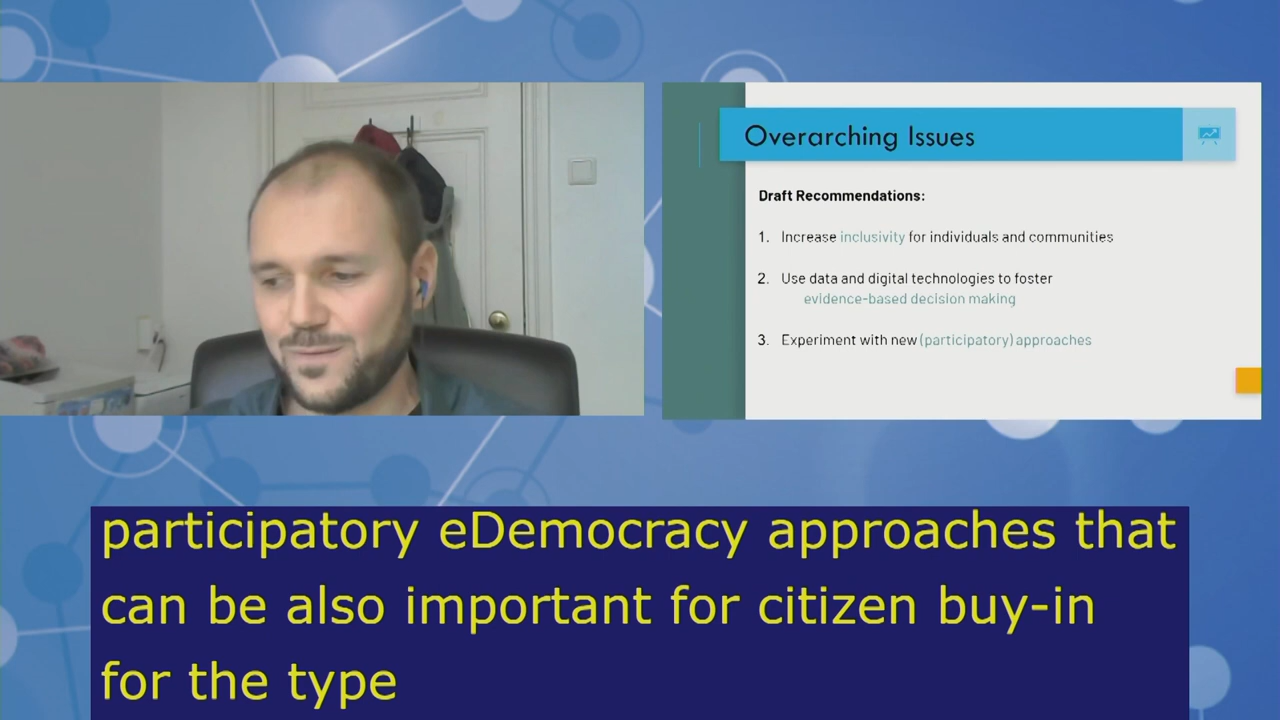 Overarching Issues
Draft Recommendations:
1. Increase inclusivity for individuals and communities
2. Use data and digital technologies to foster
evidence-based decision making
3. Experiment with new (participatory) approaches
participatory eDemocracy approaches that
can be also important for citizen buy-in
for the type